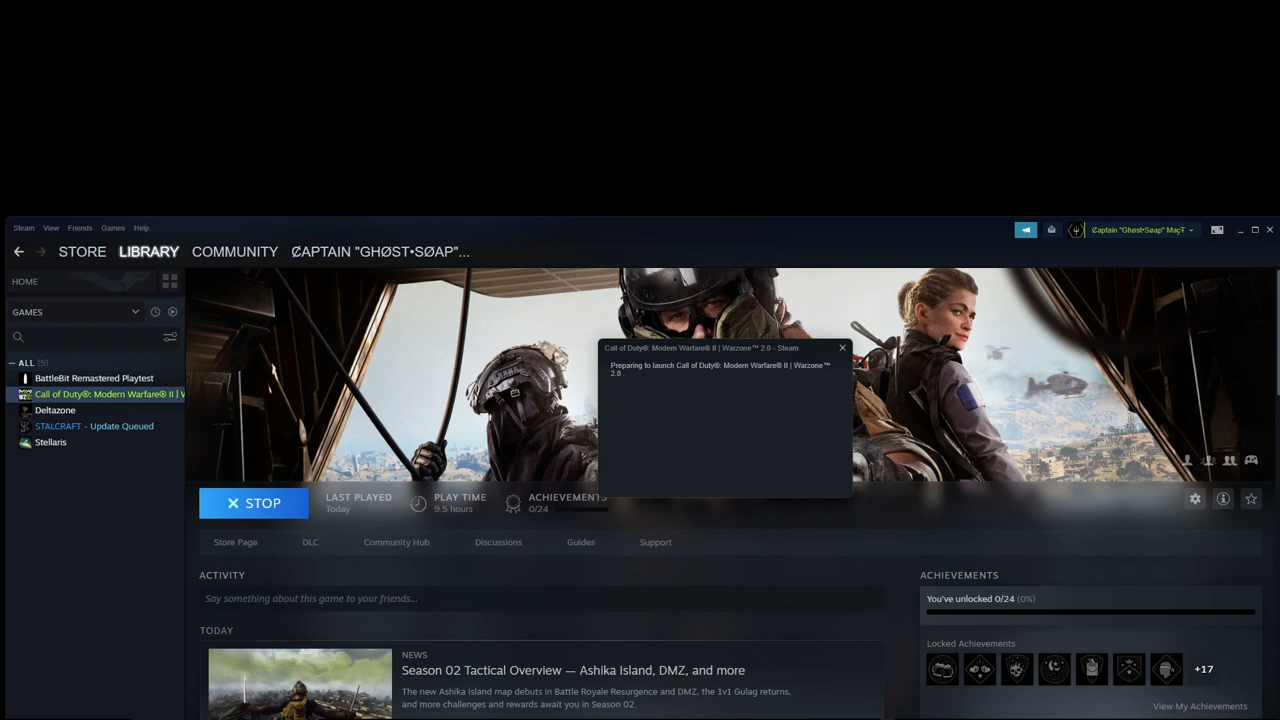 Steam View Friends Games Help
Ȼaptain "Ghøst•Søap" MaçŦ
STORE LIBRARY COMMUNITY ȻAPTAIN "GHØST•SØAP"...
HOME
GAMES
ALL (5)
BattleBit Remastered Playtest
Call of Duty®: Modern Warfare® II | W
Deltazone
STALCRAFT - Update Queued
Stellaris
Call of Duty®: Modern Warfare® II | Warzone™ 2.0 - Steam
Preparing to launch Call of Duty®: Modern Warfare® II | Warzone™
2.0 .
STOP
LAST PLAYED
Today
PLAY TIME
9.5 hours
ACHIEVEMENTS
0/24
Store Page DLC Community Hub Discussions Guides Support
ACTIVITY
Say something about this game to your friends...
TODAY
NEWS
Season 02 Tactical Overview — Ashika Island, DMZ, and more
The new Ashika Island map debuts in Battle Royale Resurgence and DMZ, the 1v1 Gulag returns,
and more challenges and rewards await you in Season 02.
ACHIEVEMENTS
You've unlocked 0/24 (0%)
Locked Achievements
+17
View My Achievements